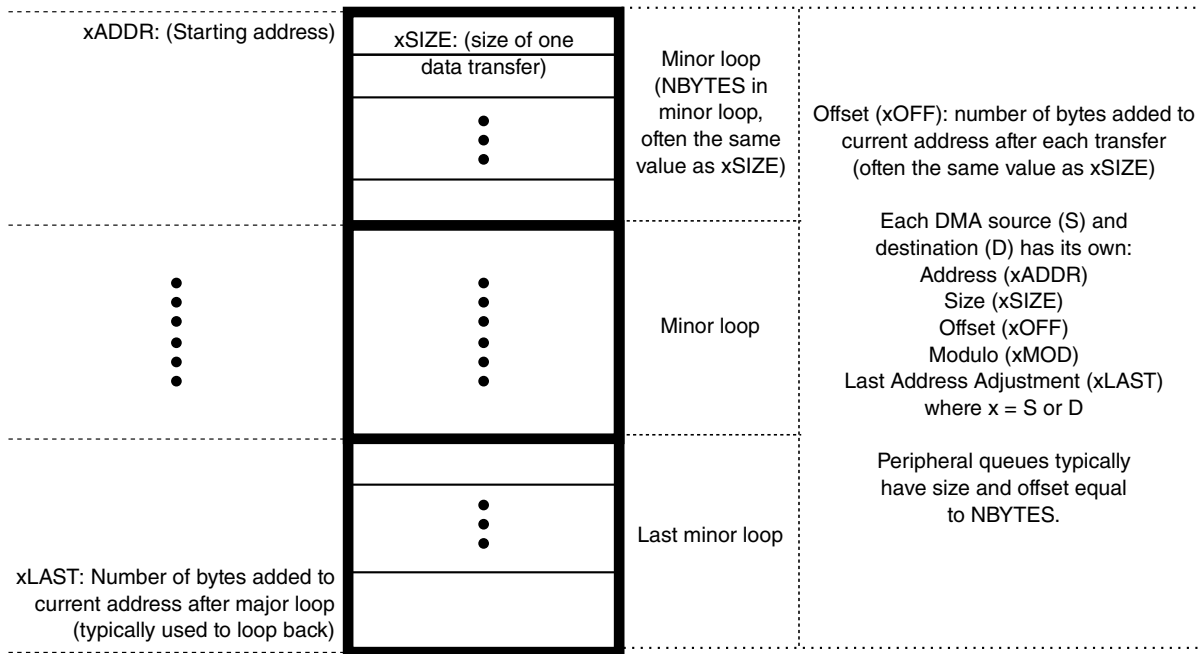 xADDR: (Starting address)
xSIZE: (size of one
data transfer)
Minor loop
(NBYTES in
minor loop,
often the same
value as xSIZE)
Offset (xOFF): number of bytes added to
current address after each transfer
(often the same value as xSIZE)
Each DMA source (S) and
destination (D) has its own:
Address (xADDR)
Size (xSIZE)
Offset (xOFF)
Modulo (xMOD)
Last Address Adjustment (xLAST)
where x = S or D
Peripheral queues typically
have size and offset equal
to NBYTES.
Minor loop
Last minor loop
xLAST: Number of bytes added to
current address after major loop
(typically used to loop back)